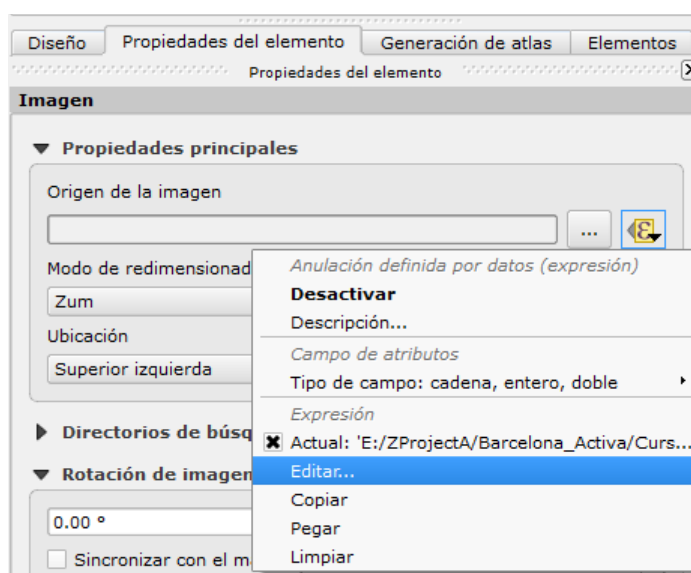 Diseño Propiedades del elemento Generación de atlas Elementos
Propiedades del elemento
Imagen
Propiedades principales
Origen de la imagen
... ε
Modo de redimensionad
Zum
Ubicación
Superior izquierda
Directorios de búsq
Rotación de imagen
0.00 °
Sincronizar con el m
Anulación definida por datos (expresión)
Desactivar
Descripción...
Campo de atributos
Tipo de campo: cadena, entero, doble
Expresión
Actual: 'E:/ZProjectA/Barcelona_Activa/Curs...
Editar...
Copiar
Pegar
Limpiar